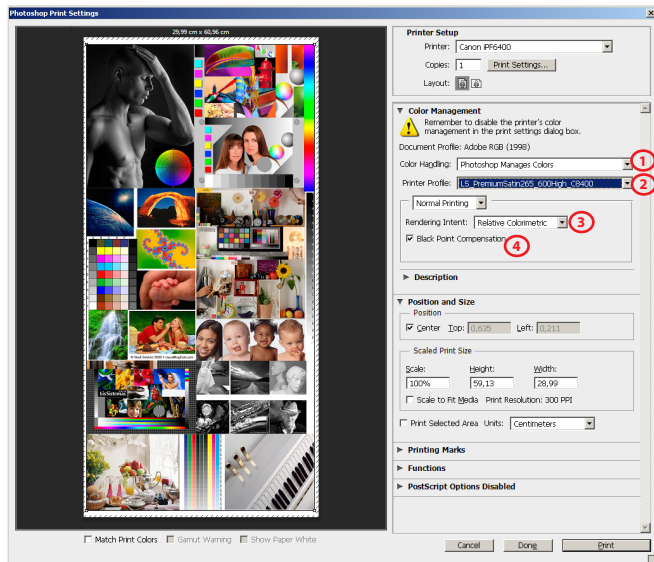 Photoshop Print Settings
29,99 cm x 60,96 cm
Printer Setup
Printer: Canon iPF6400
Copies: 1 Print Settings...
Layout:
Color Management
Remember to disable the printer's color
management in the print settings dialog box.
Document Profile: Adobe RGB (1998)
Color Handling: Photoshop Manages Colors 1
Printer Profile: LS_PremiumSatin265_600High_C8400 2
Normal Printing
Rendering Intent: Relative Colorimetric 3
Black Point Compensation 4
Description
Position and Size
Position
Center Top: 0,635 Left: 0,211
Scaled Print Size
Scale: Height: Width:
100% 59,13 28,99
Scale to Fit Media Print Resolution: 300 PPI
Print Selected Area Units: Centimeters
Printing Marks
Functions
PostScript Options Disabled
LisSistemas
Match Print Colors Gamut Warning Show Paper White
Cancel Done Print